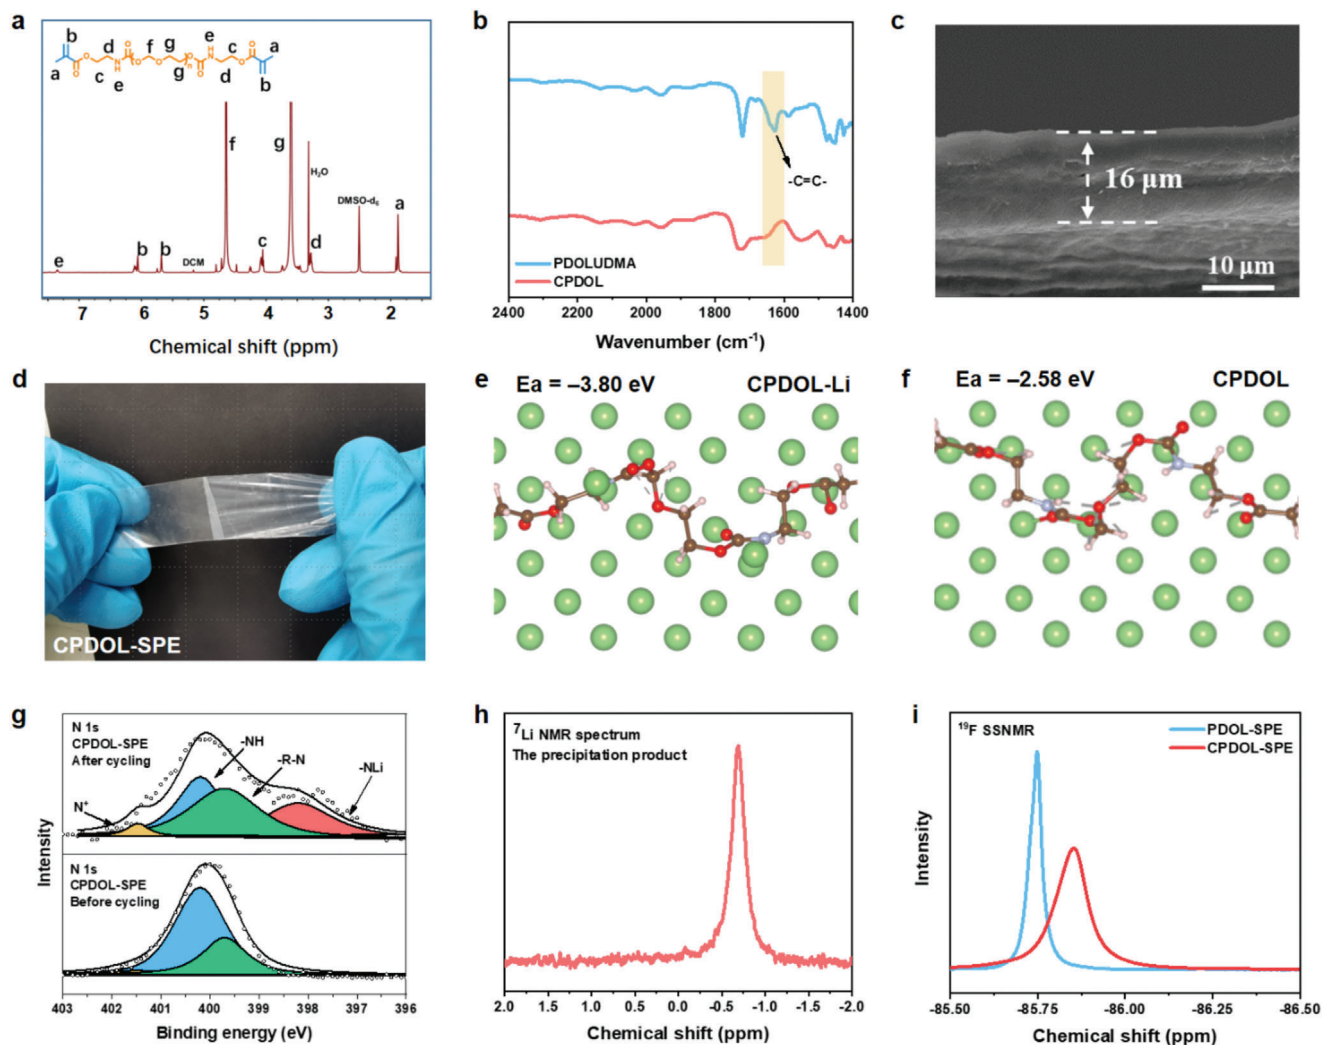 a
b
a
b
d
c
e
f
g
g
n
e
c
d
a
b
O
O
N
H
O
O
O
O
O
N
H
O
O
O
f
g
H₂O
DMSO-d₆
a
e
b
b
DCM
c
d
7
6
5
4
3
2
Chemical shift (ppm)
b
-C=C-
PDOLUDMA
CPDOL
2400
2200
2000
1800
1600
1400
Wavenumber (cm⁻¹)
c
16 μm
10 μm
d
CPDOL-SPE
e
Ea = –3.80 eV
CPDOL-Li
f
Ea = –2.58 eV
CPDOL
g
N 1s
CPDOL-SPE
After cycling
-NH
-R-N
-NLi
N⁺
N 1s
CPDOL-SPE
Before cycling
Intensity
403
401
400
399
398
397
396
Binding energy (eV)
h
⁷Li NMR spectrum
The precipitation product
2.0
1.5
1.0
0.5
0.0
-0.5
-1.0
-1.5
-2.0
Chemical shift (ppm)
i
¹⁹F SSNMR
PDOL-SPE
CPDOL-SPE
Intensity
-85.50
-85.75
-86.00
-86.25
-86.50
Chemical shift (ppm)